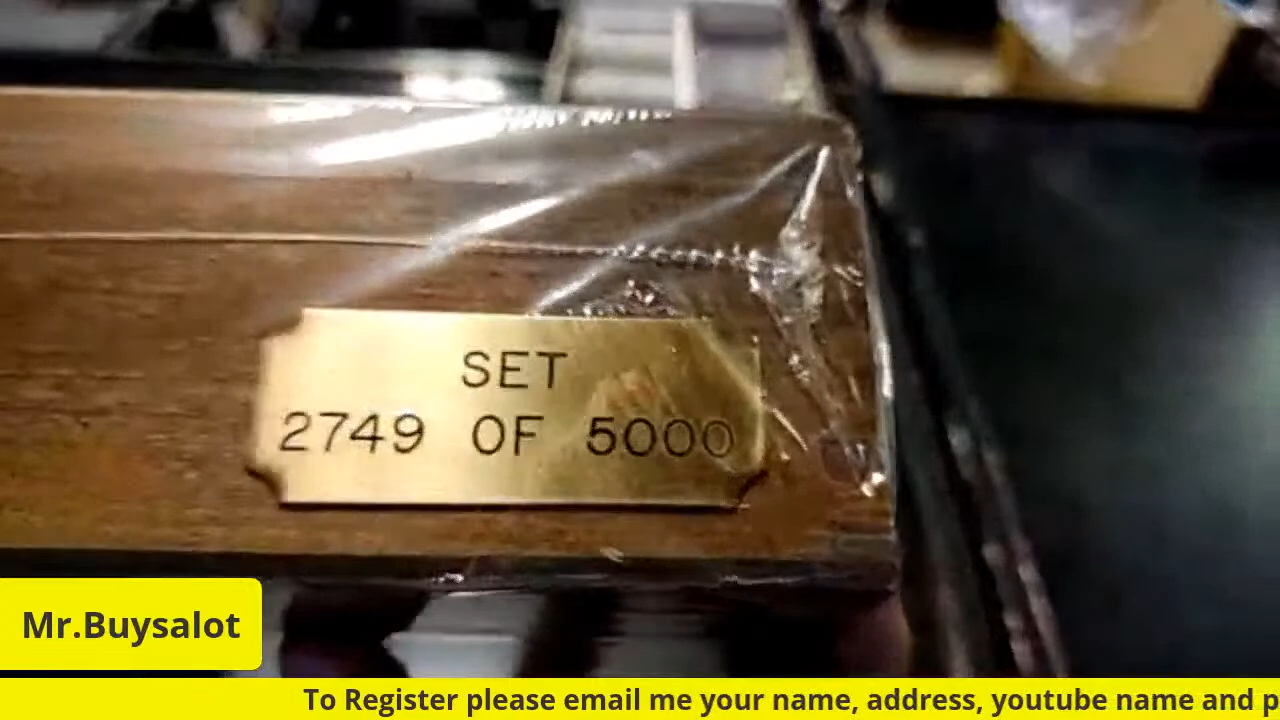 SET
2749 OF 5000
Mr.Buysalot
To Register please email me your name, address, youtube name and p